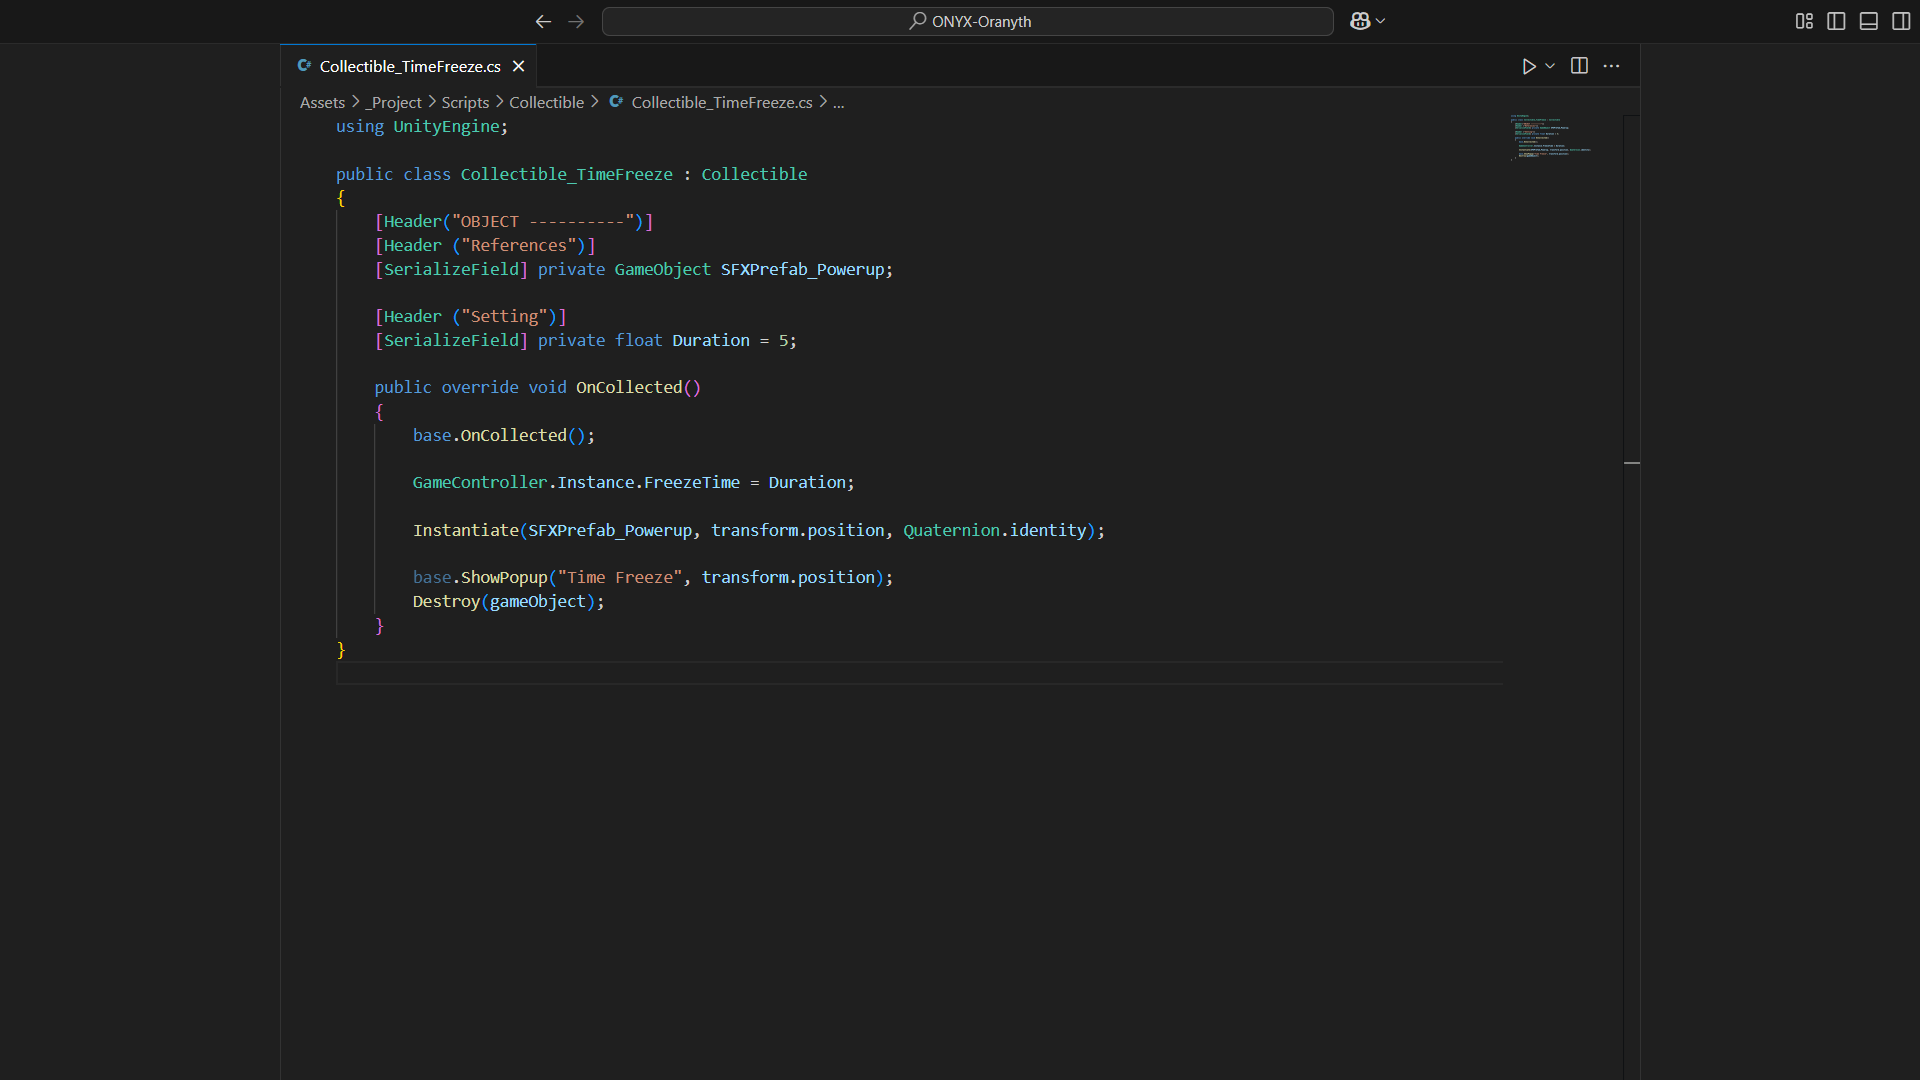 ONYX-Oranyth
Collectible_TimeFreeze.cs
Assets > _Project > Scripts > Collectible > Collectible_TimeFreeze.cs > ...
using UnityEngine;
public class Collectible_TimeFreeze : Collectible
{
[Header("OBJECT ----------")]
[Header ("References")]
[SerializeField] private GameObject SFXPrefab_Powerup;
[Header ("Setting")]
[SerializeField] private float Duration = 5;
public override void OnCollected()
{
base.OnCollected();
GameController.Instance.FreezeTime = Duration;
Instantiate(SFXPrefab_Powerup, transform.position, Quaternion.identity);
base.ShowPopup("Time Freeze", transform.position);
Destroy(gameObject);
}
}